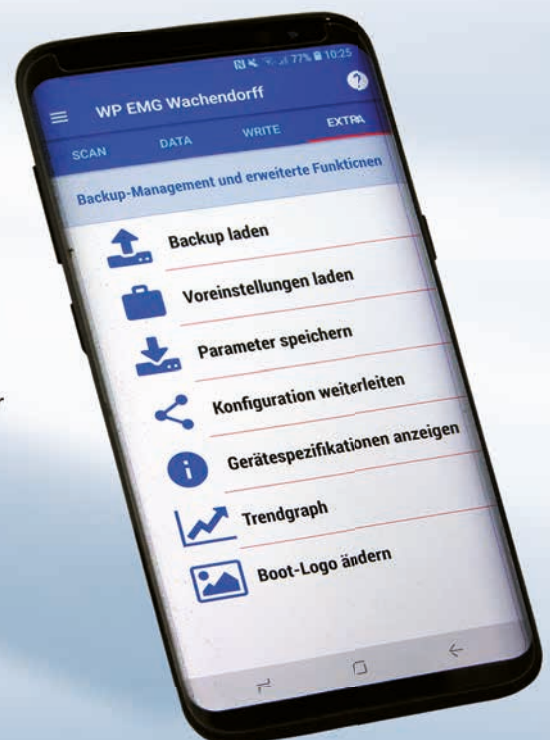 77% 10:25
WP EMG Wachendorff
?
SCAN DATA WRITE EXTRA
Backup-Management und erweiterte Funktionen
Backup laden
Voreinstellungen laden
Parameter speichern
r
Konfiguration weiterleiten
i
Gerätespezifikationen anzeigen
Trendgraph
Boot-Logo ändern